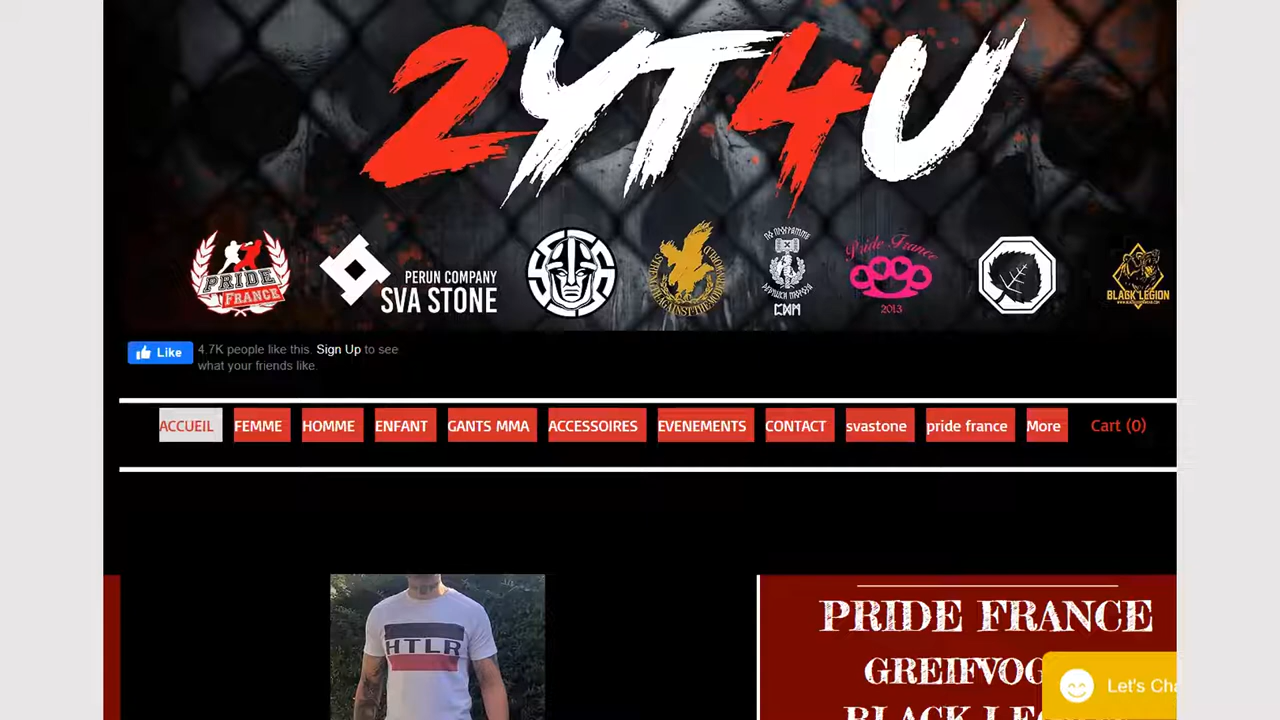 2YT4U
PRIDE
FRANCE
PERUN COMPANY
SVA STONE
Pride France
2013
BLACK LEGION
Like
4.7K people like this. Sign Up to see
what your friends like.
ACCUEIL FEMME HOMME ENFANT GANTS MMA ACCESSOIRES EVENEMENTS CONTACT svastone pride france More Cart (0)
HTLR
PRIDE FRANCE
GREIFVOG
BLACK LE
Let's Cha